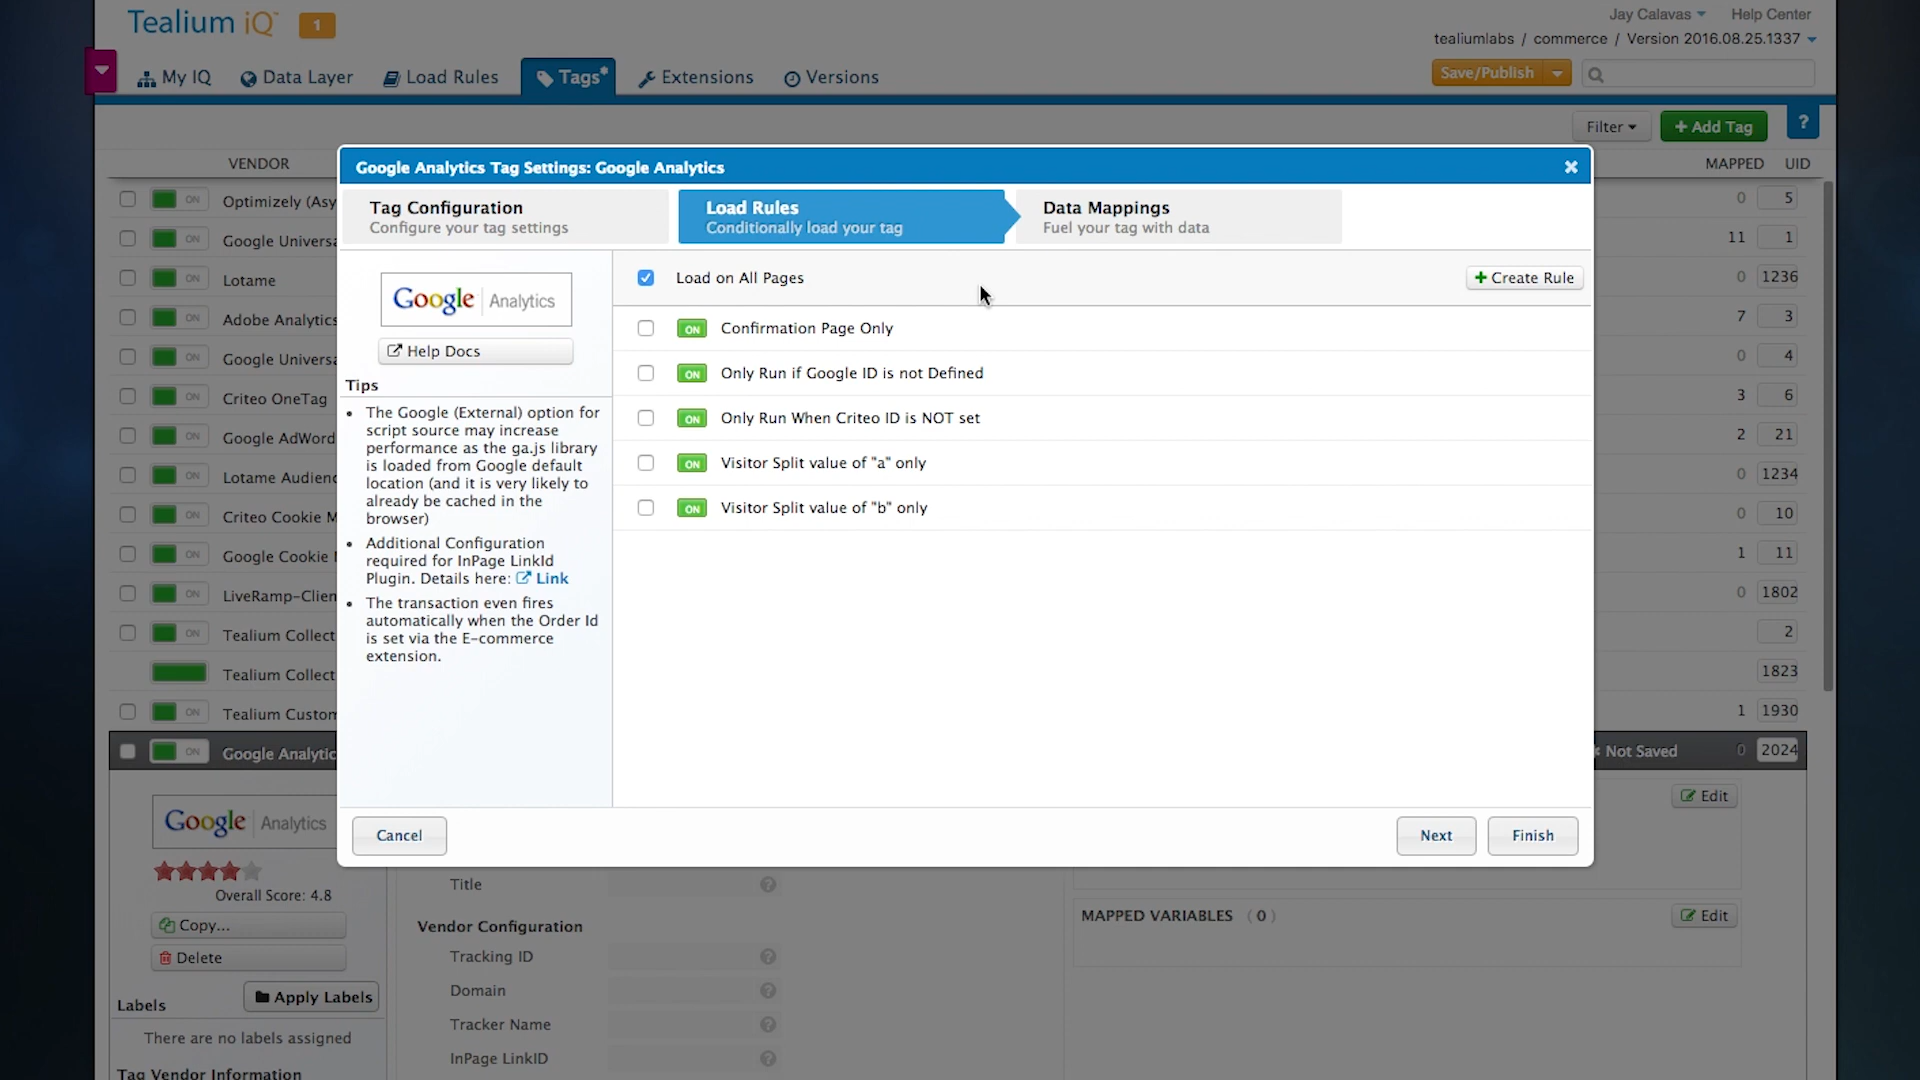 Tealium iQ
1
Jay Calavas
Help Center
tealiumlabs / commerce / Version 2016.08.25.1337
My IQ
Data Layer
Load Rules
Tags*
Extensions
Versions
Save/Publish
Filter
+ Add Tag
?
VENDOR
MAPPED
UID
Google Analytics Tag Settings: Google Analytics
Tag Configuration
Configure your tag settings
Load Rules
Conditionally load your tag
Data Mappings
Fuel your tag with data
Google Analytics
Help Docs
Tips
The Google (External) option for
script source may increase
performance as the ga.js library
is loaded from Google default
location (and it is very likely to
already be cached in the
browser)
Additional Configuration
required for InPage LinkId
Plugin. Details here: Link
The transaction even fires
automatically when the Order Id
is set via the E-commerce
extension.
Load on All Pages
+ Create Rule
ON Confirmation Page Only
ON Only Run if Google ID is not Defined
ON Only Run When Criteo ID is NOT set
ON Visitor Split value of "a" only
ON Visitor Split value of "b" only
Cancel
Next
Finish
ON Optimizely (Asy 0 5
ON Google Universa 11 1
ON Lotame 0 1236
ON Adobe Analytics 7 3
ON Google Universa 0 4
ON Criteo OneTag 3 6
ON Google AdWord 2 21
ON Lotame Audienc 0 1234
ON Criteo Cookie M 0 10
ON Google Cookie 1 11
ON LiveRamp-Clien 0 1802
ON Tealium Collect 2
Tealium Collect 1823
ON Tealium Custom 1 1930
ON Google Analytic Not Saved 0 2024
Google Analytics
Overall Score: 4.8
Copy...
Delete
Labels
Apply Labels
There are no labels assigned
Tag Vendor Information
Title
Vendor Configuration
Tracking ID
Domain
Tracker Name
InPage LinkID
Edit
MAPPED VARIABLES ( 0 )
Edit